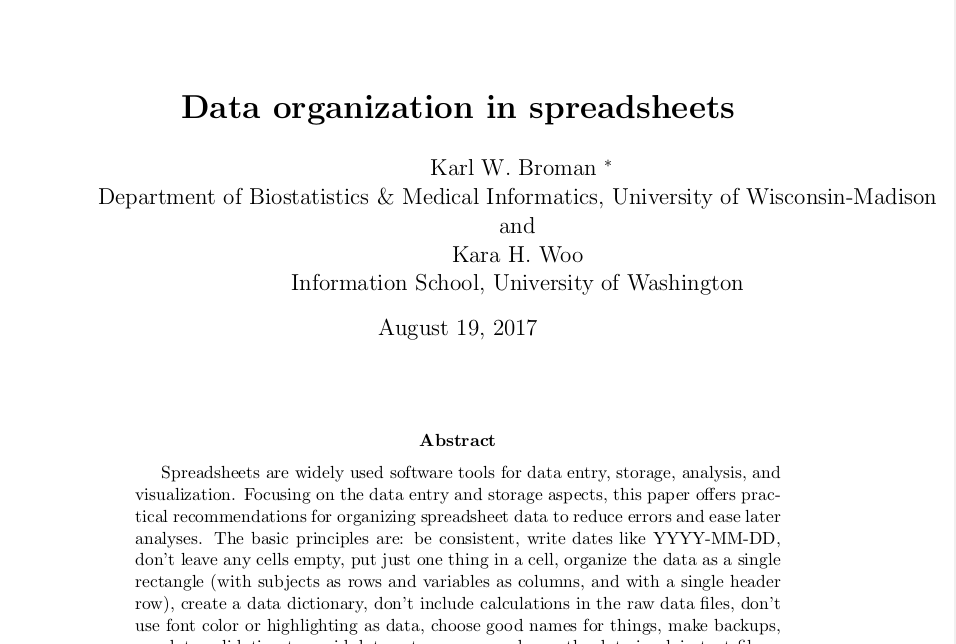 Data organization in spreadsheets
Karl W. Broman *
Department of Biostatistics & Medical Informatics, University of Wisconsin-Madison
and
Kara H. Woo
Information School, University of Washington
August 19, 2017
Abstract
Spreadsheets are widely used software tools for data entry, storage, analysis, and
visualization. Focusing on the data entry and storage aspects, this paper offers prac-
tical recommendations for organizing spreadsheet data to reduce errors and ease later
analyses. The basic principles are: be consistent, write dates like YYYY-MM-DD,
don't leave any cells empty, put just one thing in a cell, organize the data as a single
rectangle (with subjects as rows and variables as columns, and with a single header
row), create a data dictionary, don't include calculations in the raw data files, don't
use font color or highlighting as data, choose good names for things, make backups,